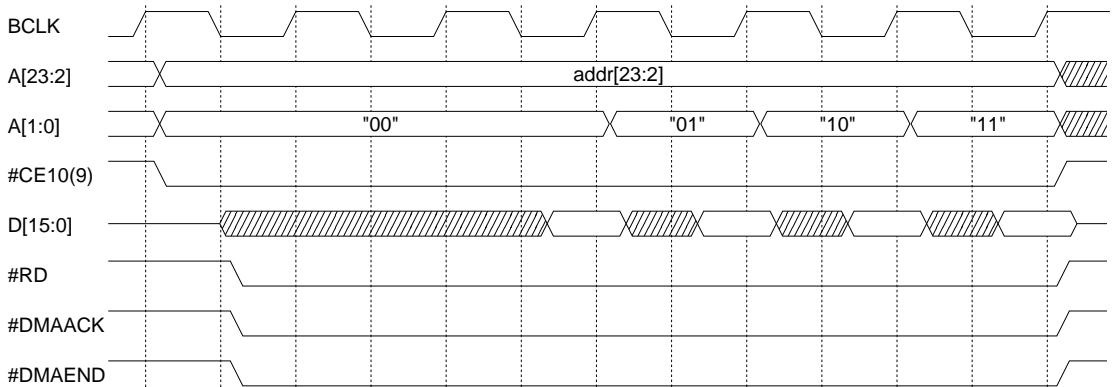 BCLK
A[23:2] addr[23:2]
A[1:0] "00" "01" "10" "11"
#CE10(9)
D[15:0]
#RD
#DMAACK
#DMAEND